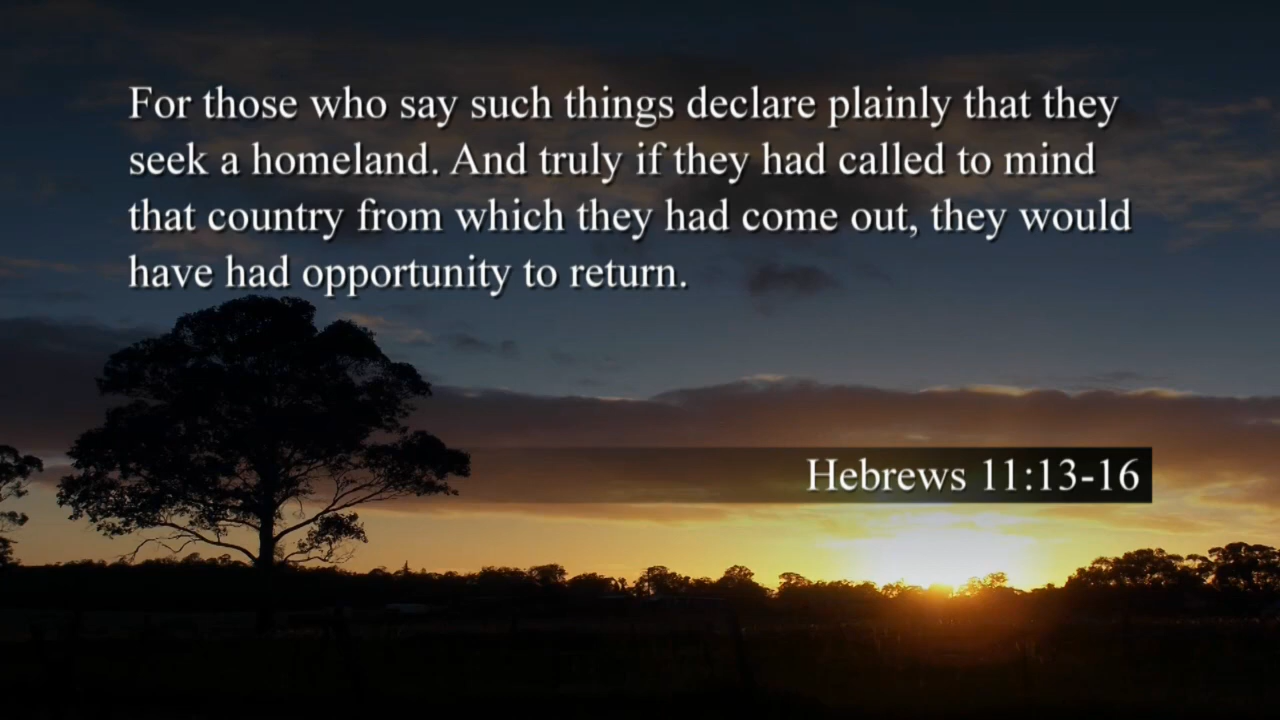 For those who say such things declare plainly that they
seek a homeland. And truly if they had called to mind
that country from which they had come out, they would
have had opportunity to return.
Hebrews 11:13-16